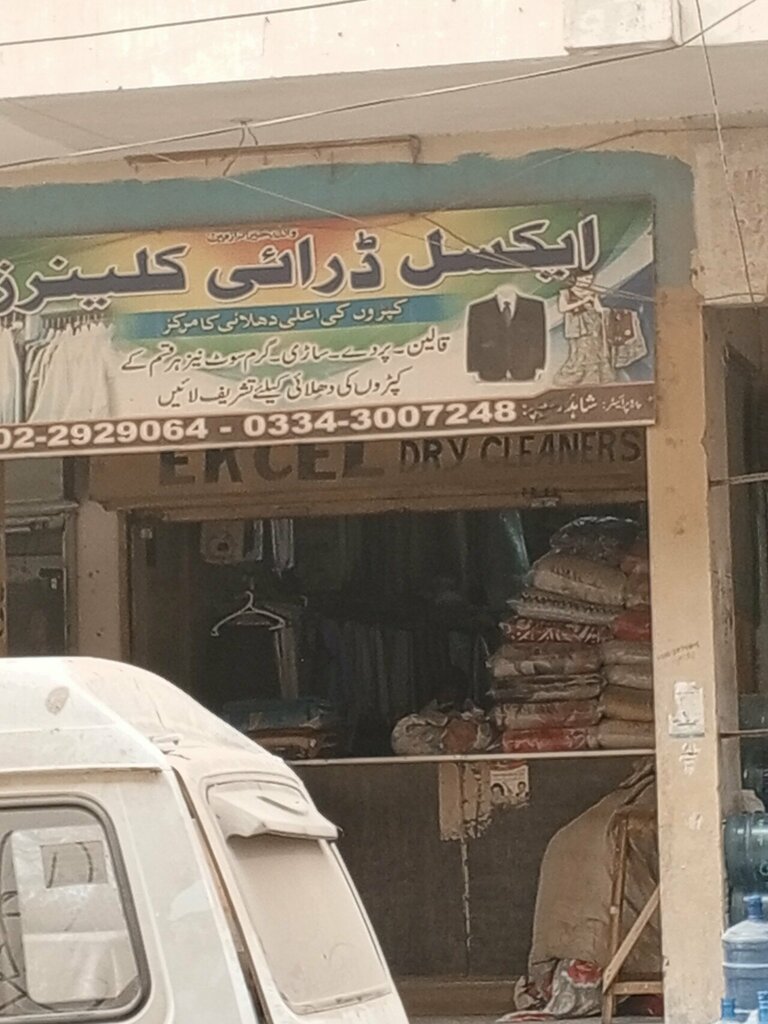 ایکسل ڈرائی کلینرز
کپڑوں کی اعلیٰ دھلائی کا مرکز
قالین۔ پردے۔ ساڑی۔ گرم سوٹ نیز ہر قسم کے
کپڑوں کی دھلائی کیلئے تشریف لائیں
شاہد
02-2929064 - 0334-3007248
EXCEL DRY CLEANERS